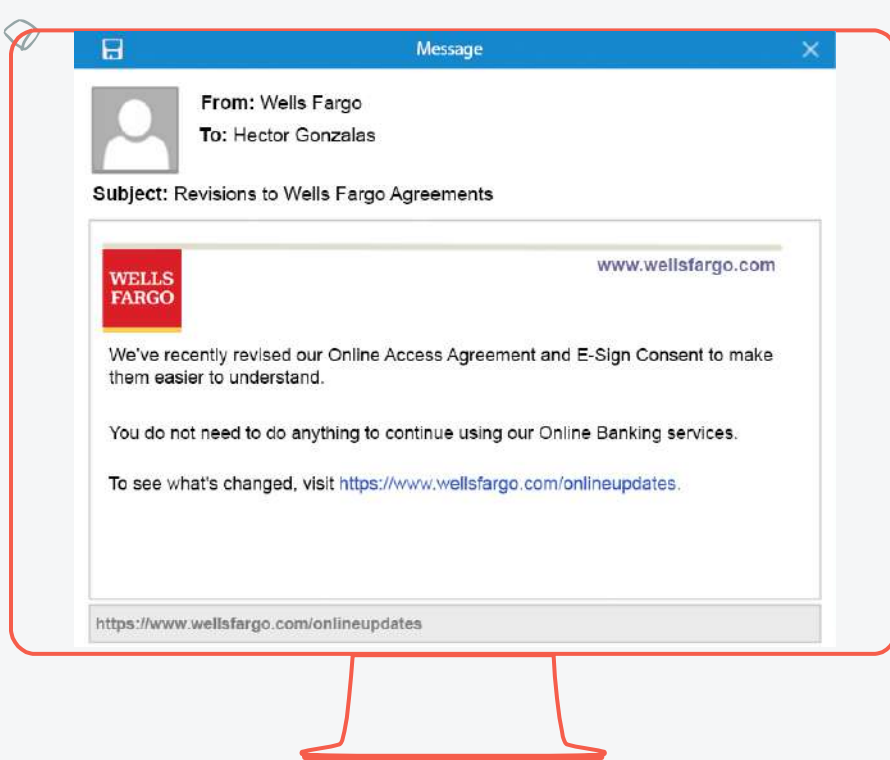 Message
From: Wells Fargo
To: Hector Gonzalas
Subject: Revisions to Wells Fargo Agreements
www.wellsfargo.com
WELLS
FARGO
We've recently revised our Online Access Agreement and E-Sign Consent to make
them easier to understand.
You do not need to do anything to continue using our Online Banking services.
To see what's changed, visit https://www.wellsfargo.com/onlineupdates.
https://www.wellsfargo.com/onlineupdates